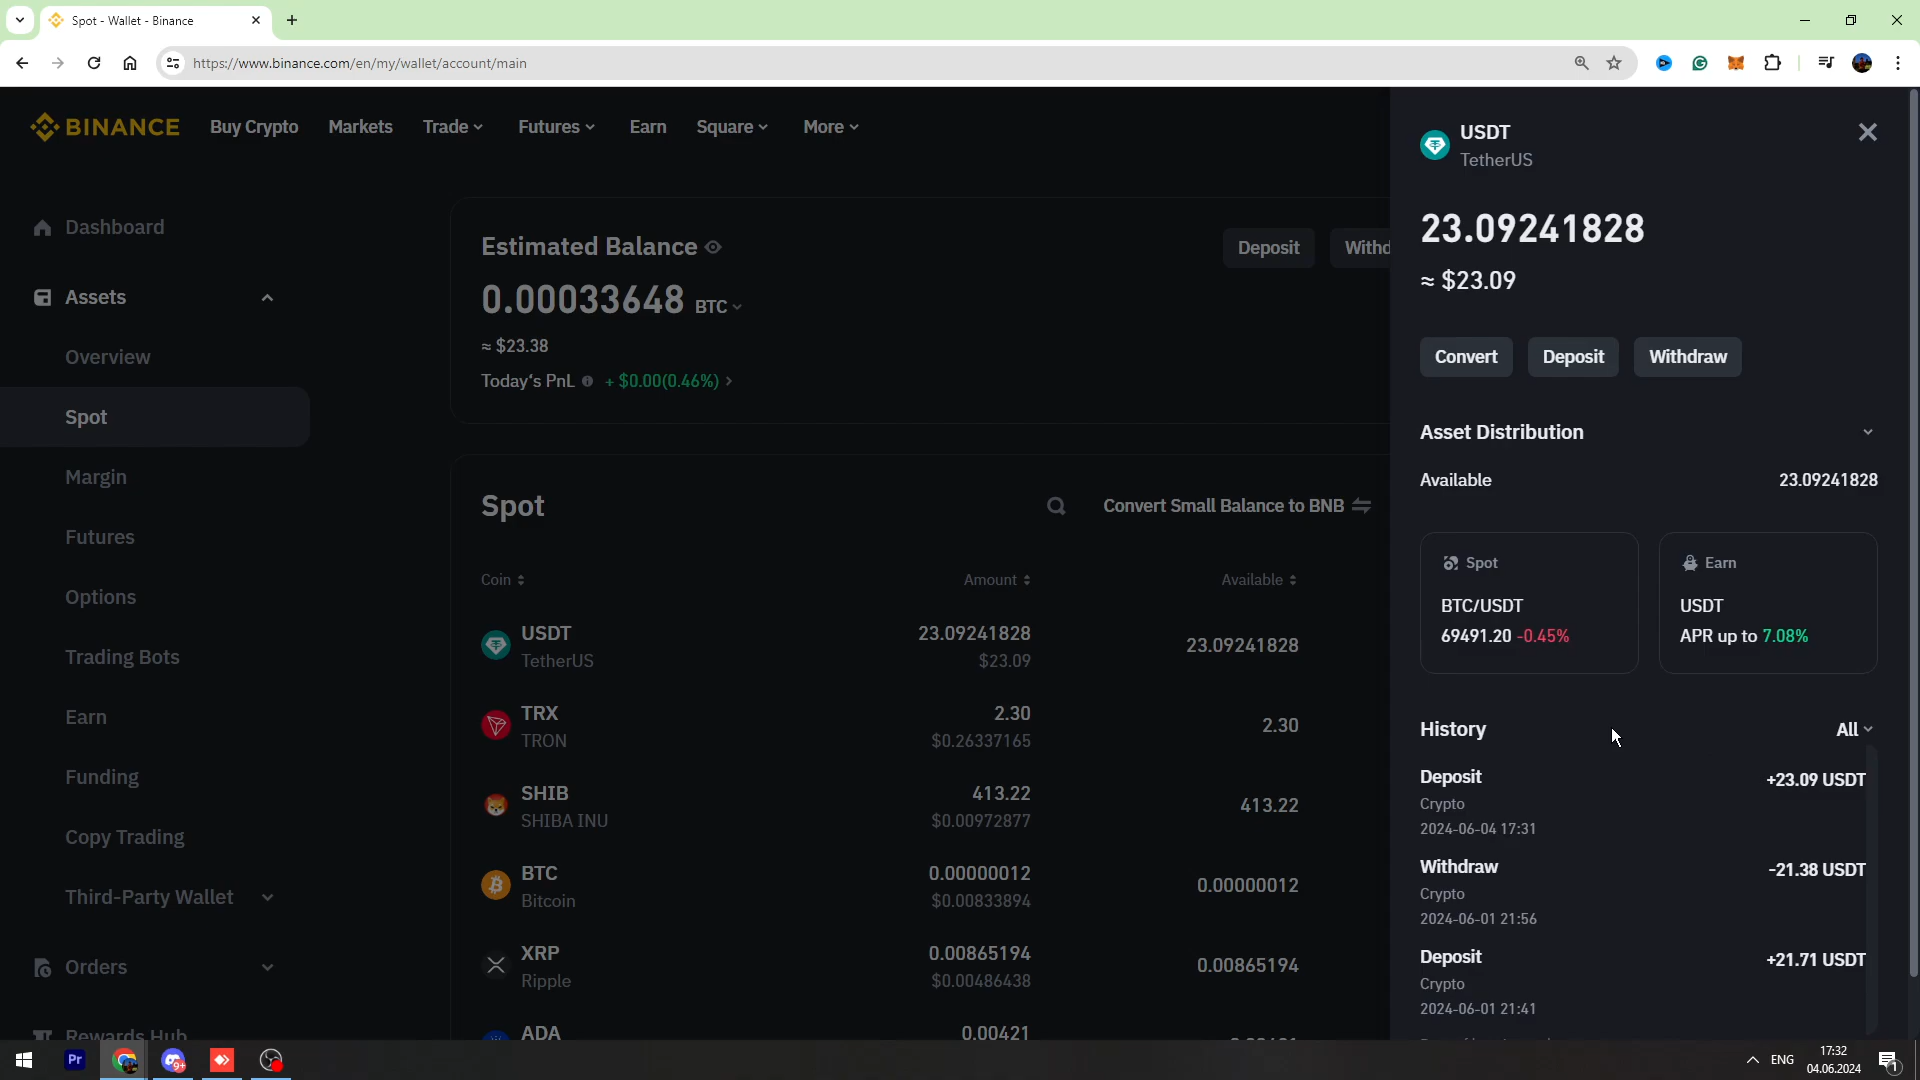 Spot - Wallet - Binance
https://www.binance.com/en/my/wallet/account/main
BINANCE
Buy Crypto
Markets
Trade
Futures
Earn
Square
More
Dashboard
Assets
Overview
Spot
Margin
Futures
Options
Trading Bots
Earn
Funding
Copy Trading
Third-Party Wallet
Orders
Rewards Hub
Estimated Balance
Deposit
Withd
0.00033648 BTC
≈ $23.38
Today's PnL + $0.00(0.46%)
Spot
Convert Small Balance to BNB
Coin Amount Available
USDT 23.09241828 23.09241828
TetherUS $23.09
TRX 2.30 2.30
TRON $0.26337165
SHIB 413.22 413.22
SHIBA INU $0.00972877
BTC 0.00000012 0.00000012
Bitcoin $0.00833894
XRP 0.00865194 0.00865194
Ripple $0.00486438
ADA 0.00421
USDT
TetherUS
23.09241828
≈ $23.09
Convert
Deposit
Withdraw
Asset Distribution
Available 23.09241828
Spot
BTC/USDT
69491.20 -0.45%
Earn
USDT
APR up to 7.08%
History All
Deposit +23.09 USDT
Crypto
2024-06-04 17:31
Withdraw -21.38 USDT
Crypto
2024-06-01 21:56
Deposit +21.71 USDT
Crypto
2024-06-01 21:41
Pr
9+
ENG
17:32
04.06.2024
1